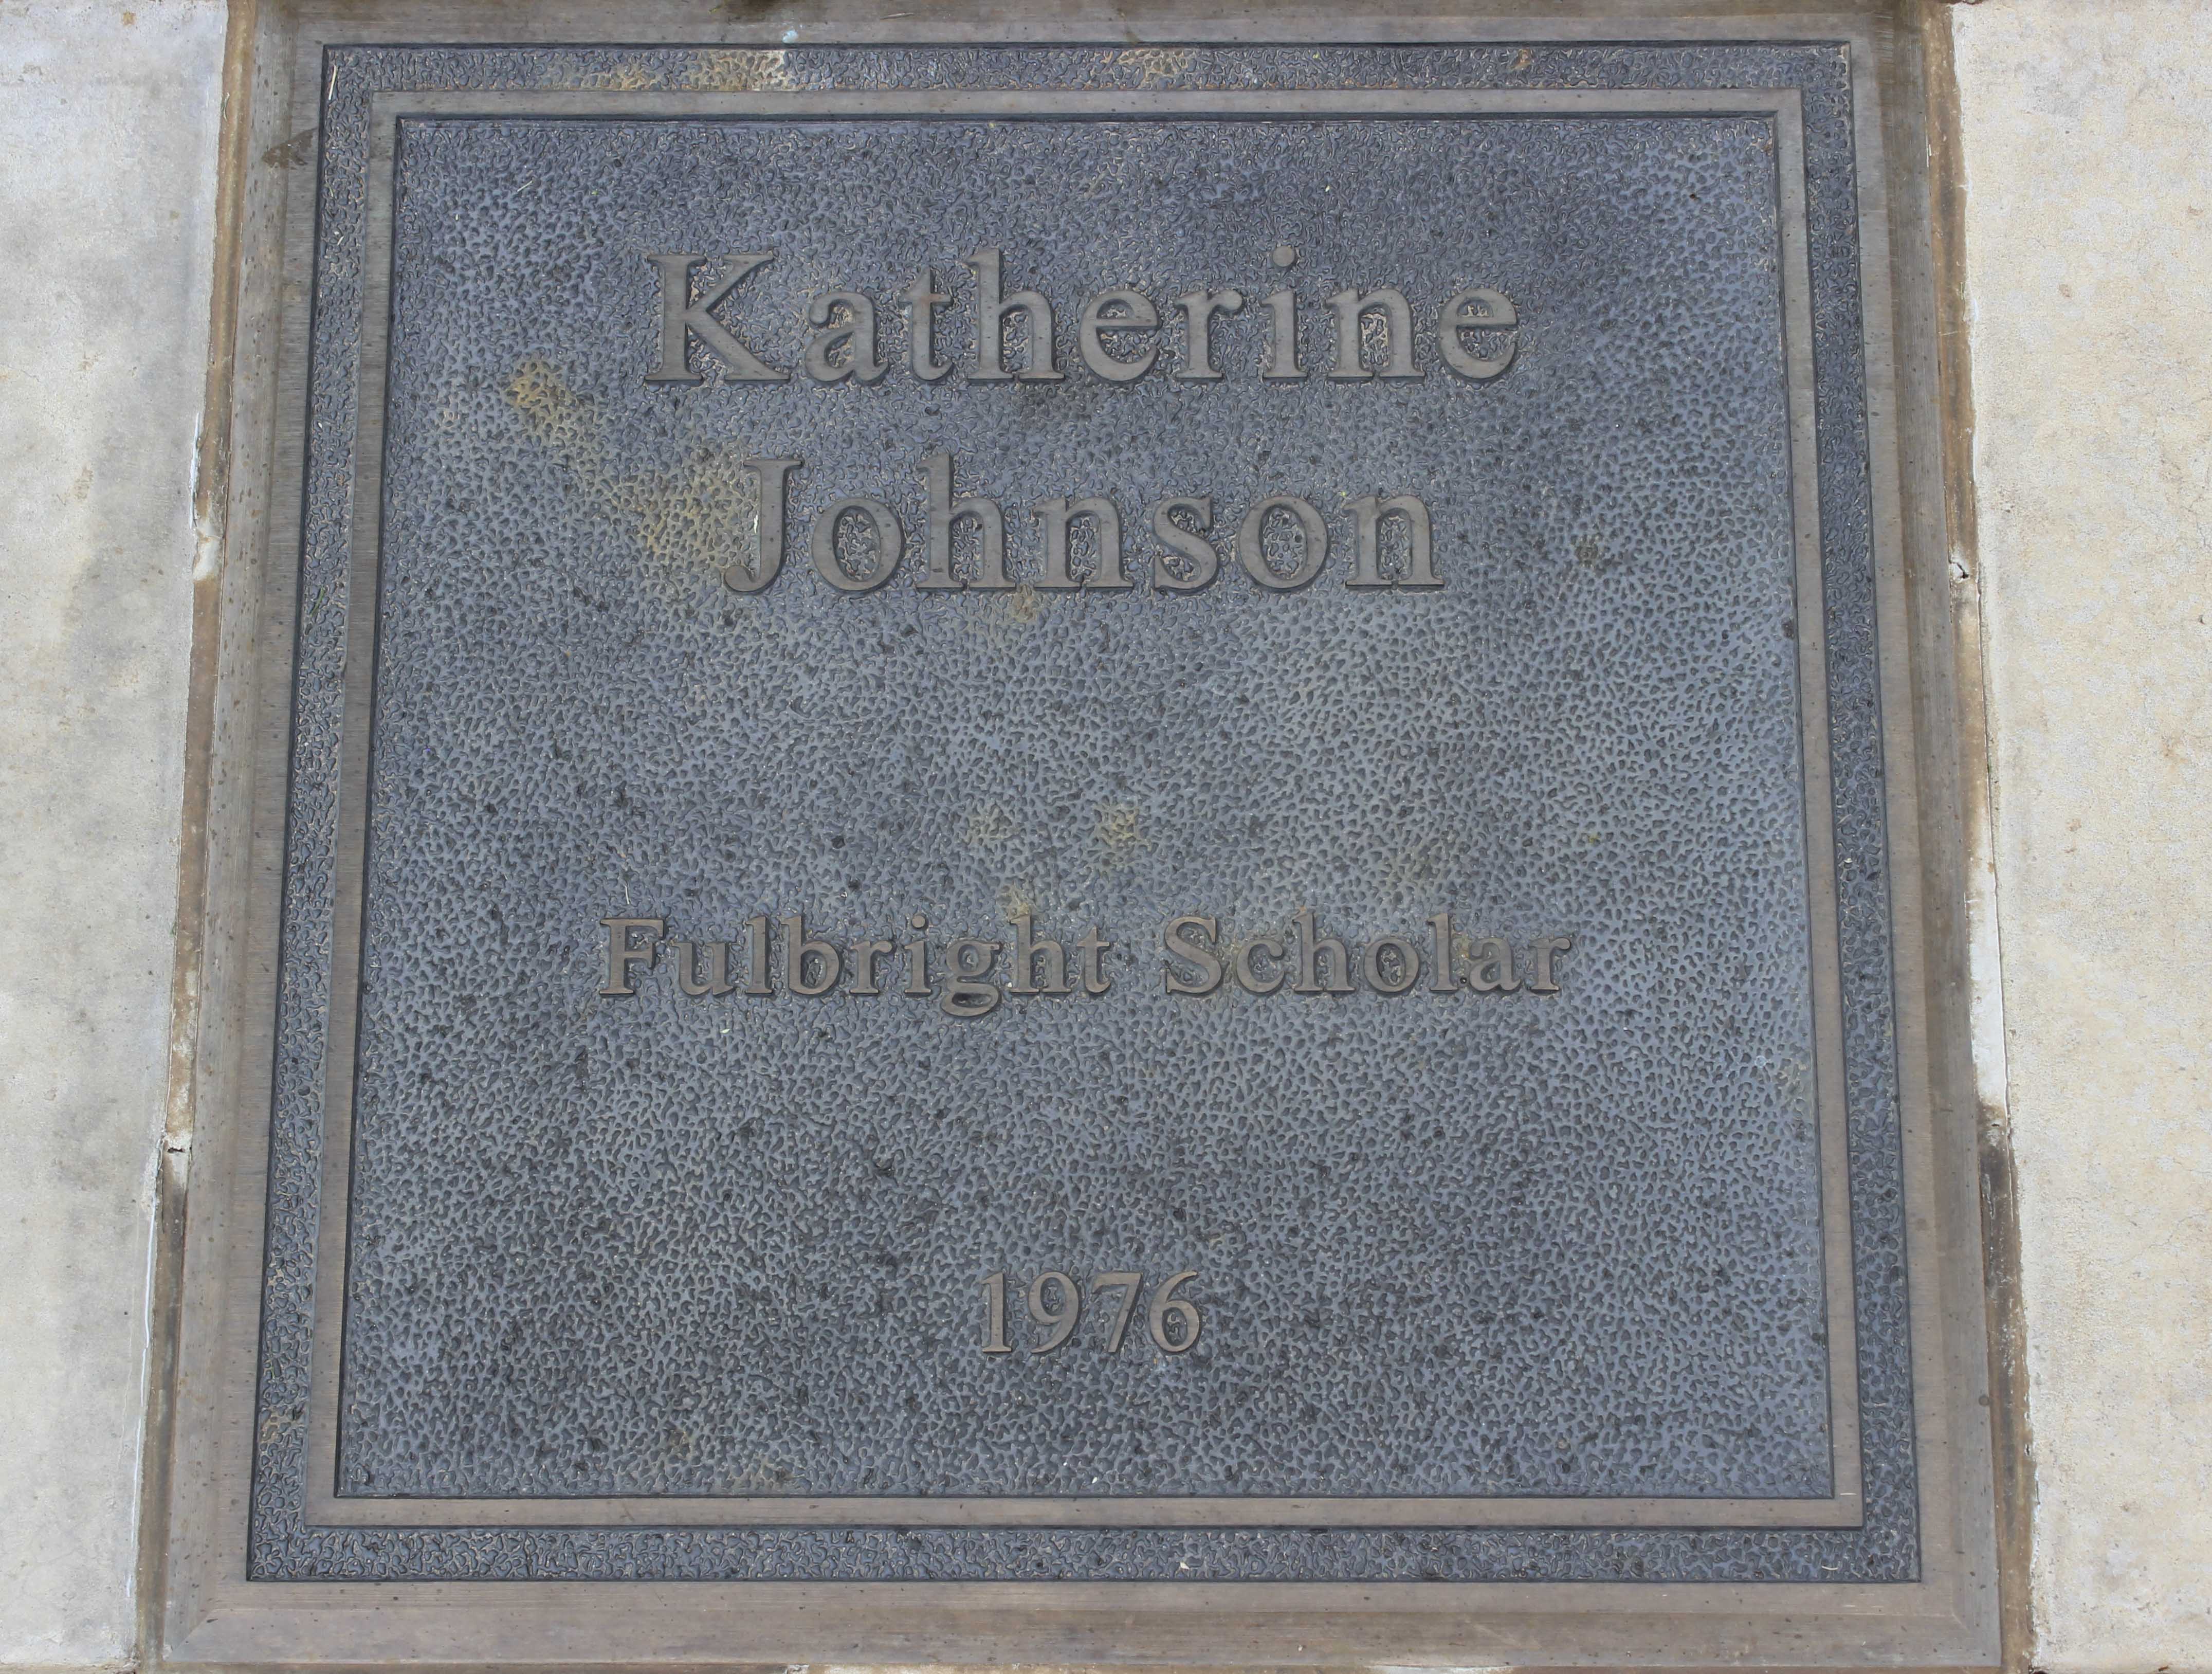 Katherine
Johnson
Fulbright Scholar
1976